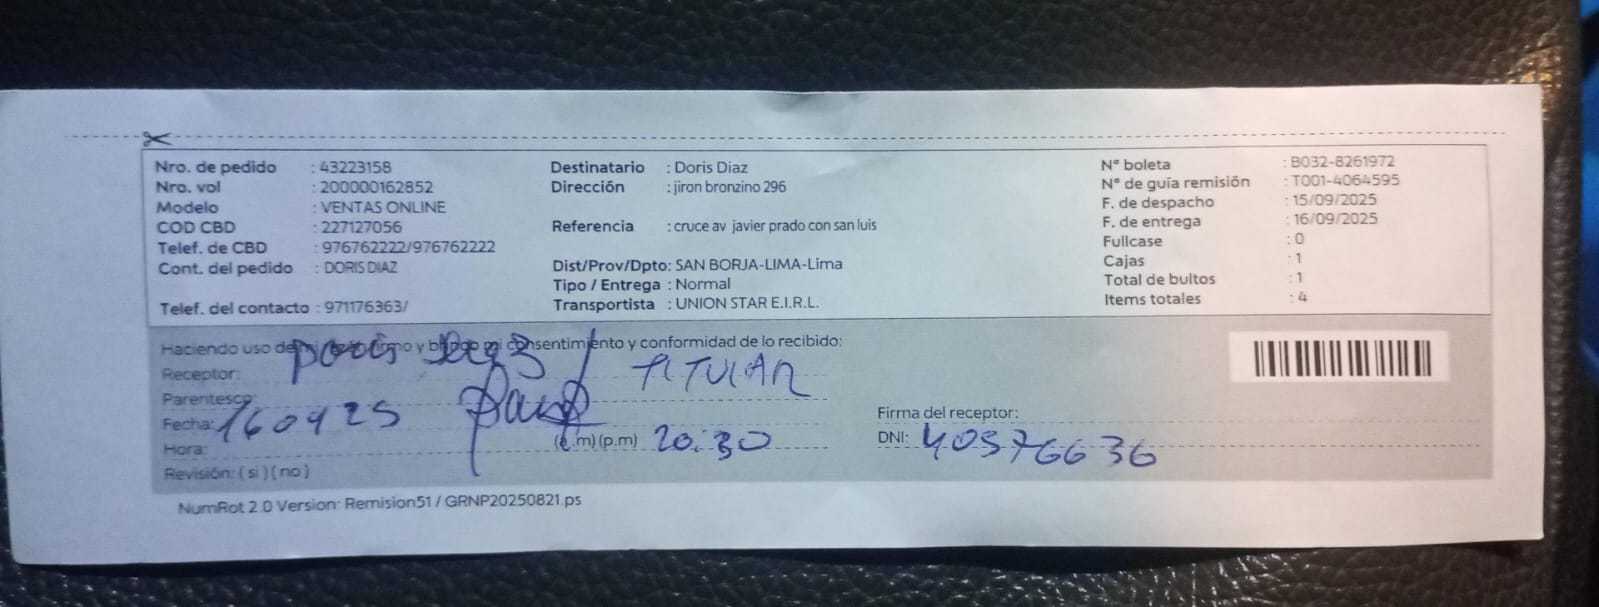 Nro. de pedido : 43223158
Nro. vol : 200000162852
Modelo : VENTAS ONLINE
COD CBD : 227127056
Telef. de CBD : 976762222/976762222
Cont. del pedido : DORIS DIAZ
Telef. del contacto : 971176363/
Destinatario : Doris Diaz
Dirección : jiron bronzino 296
Referencia : cruce av javier prado con san luis
Dist/Prov/Dpto: SAN BORJA-LIMA-Lima
Tipo / Entrega : Normal
Transportista : UNION STAR E.I.R.L.
N° boleta : B032-8261972
N° de guía remisión : T001-4064595
F. de despacho : 15/09/2025
F. de entrega : 16/09/2025
Fullcase : 0
Cajas : 1
Total de bultos : 1
Items totales : 4
Haciendo uso de mi firmo y brindo mi consentimiento y conformidad de lo recibido:
Receptor: TITULAR
Parentesco:
Fecha: 160925
Hora: (a.m)(p.m) 20:30
Revisión: ( si ) ( no )
Firma del receptor:
DNI: 40576636
NumRot 2.0 Version: Remision51 / GRNP20250821.ps